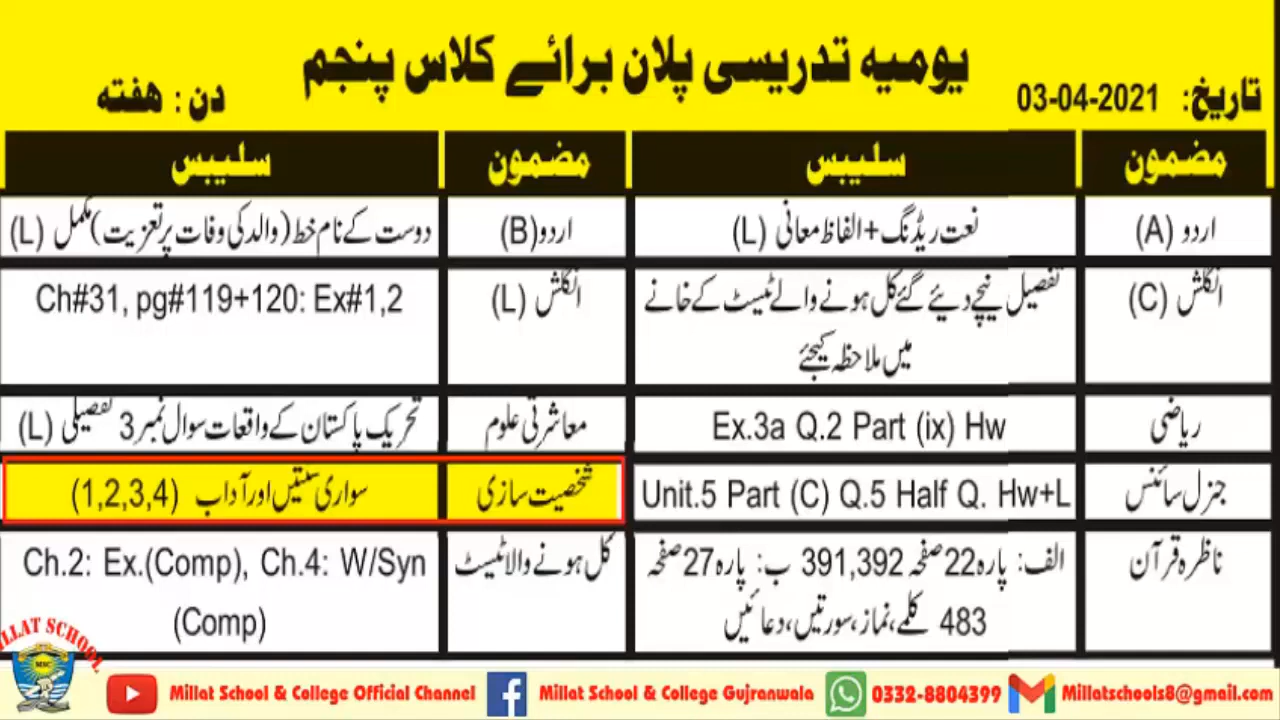 یومیہ تدریسی پلان برائے کلاس پنجم
تاریخ: 03-04-2021
دن : ہفتہ
مضمون سلیبس مضمون سلیبس
اردو (A) نعت ریڈنگ+الفاظ معانی (L) اردو(B) دوست کے نام خط (والد کی وفات پر تعزیت) مکمل (L)
انگلش (C) تفصیل نیچے دیئے گئے کل ہونے والے ٹیسٹ کے خانے
میں ملاحظہ کیجئے
انگلش (L) Ch#31, pg#119+120: Ex#1,2
ریاضی Ex.3a Q.2 Part (ix) Hw معاشرتی علوم تحریک پاکستان کے واقعات سوال نمبر 3 تفصیلی (L)
جنرل سائنس Unit.5 Part (C) Q.5 Half Q. Hw+L شخصیت سازی سواری سنتیں اور آداب (1,2,3,4)
ناظرہ قرآن الف: پارہ 22 صفحہ 391,392 ب: پارہ 27 صفحہ
483 کلمے، نماز، سورتیں، دعائیں
کل ہونے والا ٹیسٹ Ch.2: Ex.(Comp), Ch.4: W/Syn
(Comp)
MILLAT SCHOOL
MSC
Millat School & College Official Channel
Millat School & College Gujranwala
0332-8804399
Millatschools8@gmail.com